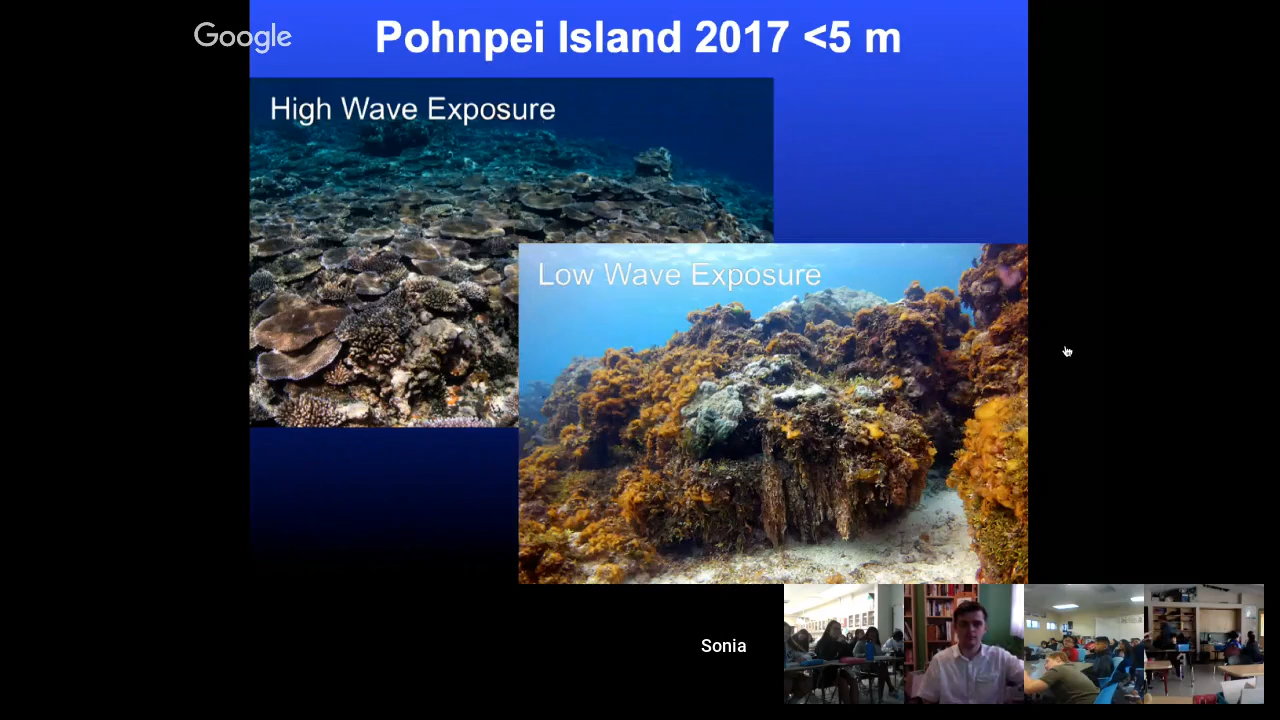 Google
Pohnpei Island 2017 <5 m
High Wave Exposure
Low Wave Exposure
Sonia